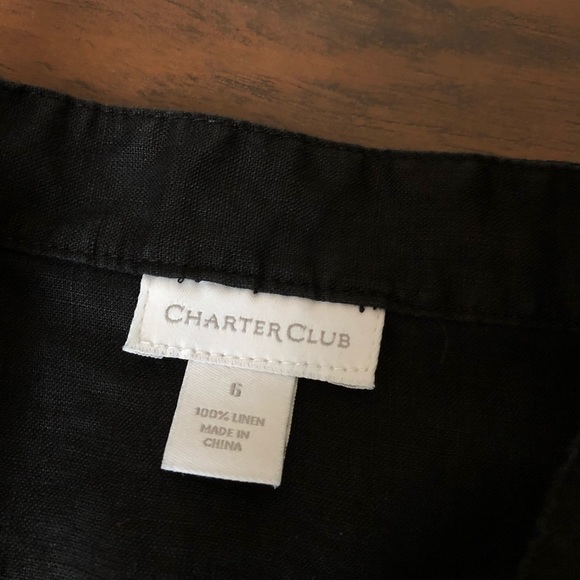 CHARTER CLUB
6
100% LINEN
MADE IN
CHINA